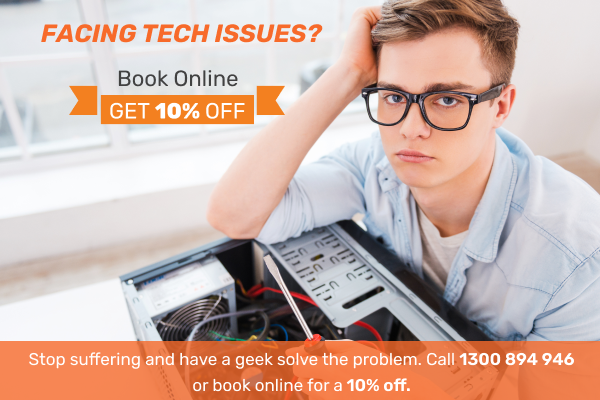 FACING TECH ISSUES?
Book Online
GET 10% OFF
Stop suffering and have a geek solve the problem. Call 1300 894 946
or book online for a 10% off.